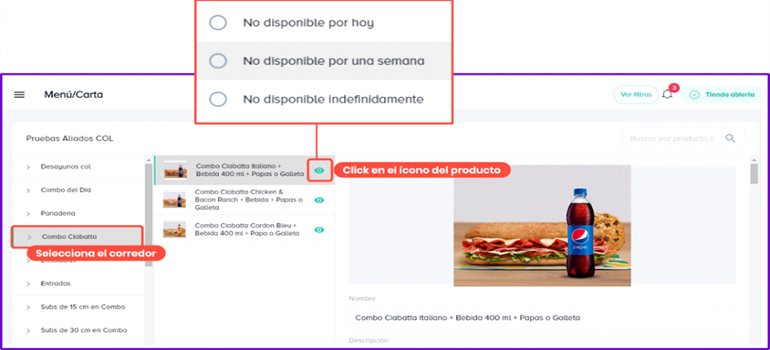 No disponible por hoy
No disponible por una semana
No disponible indefinidamente
Menú/Carta
Ver filtros
3
Tienda abierta
Pruebas Aliados COL
Buscar por producto o
Desayunos col
Combo del Dia
Panaderia
Combo Ciabatta
Selecciona el corredor
Entradas
Subs de 15 cm en Combo
Subs de 30 cm en Combo
Combo Ciabatta Italiano +
Bebida 400 ml + Papas o Galleta
Combo Ciabatta Chicken &
Bacon Ranch + Bebida + Papas o
Galleta
Combo Ciabatta Cordon Bleu +
Bebida 400 ml + Papa o Galleta
Click en el ícono del producto
pepsi
Nombre
Combo Ciabatta Italiano + Bebida 400 ml + Papas o Galleta
Descripción